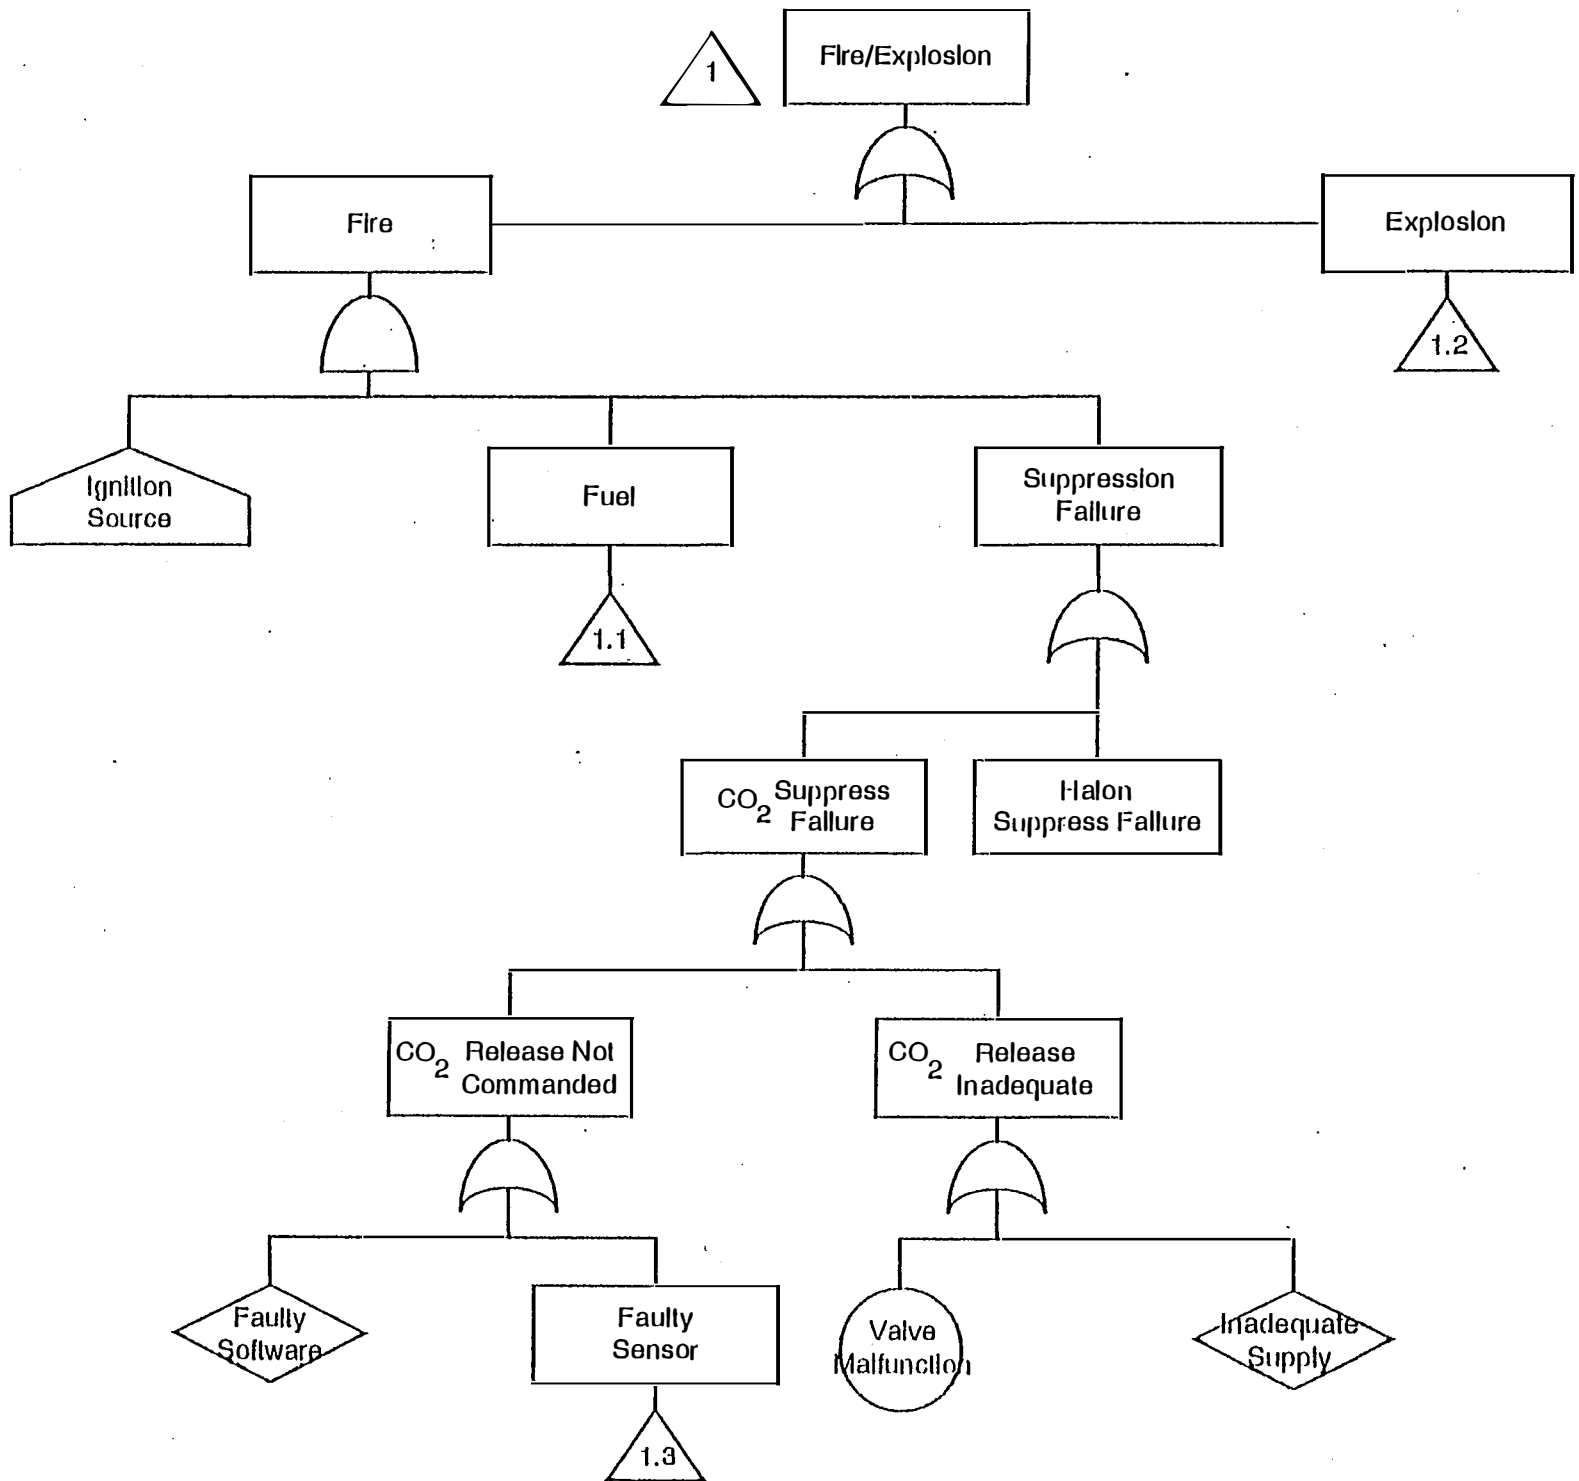 1
Fire/Explosion
Fire
Explosion
1.2
Ignition
Source
Fuel
Suppression
Failure
1.1
CO2 Suppress
Failure
Halon
Suppress Failure
CO2 Release Not
Commanded
CO2 Release
Inadequate
Faulty
Software
Faulty
Sensor
Valve
Malfunction
Inadequate
Supply
1.3